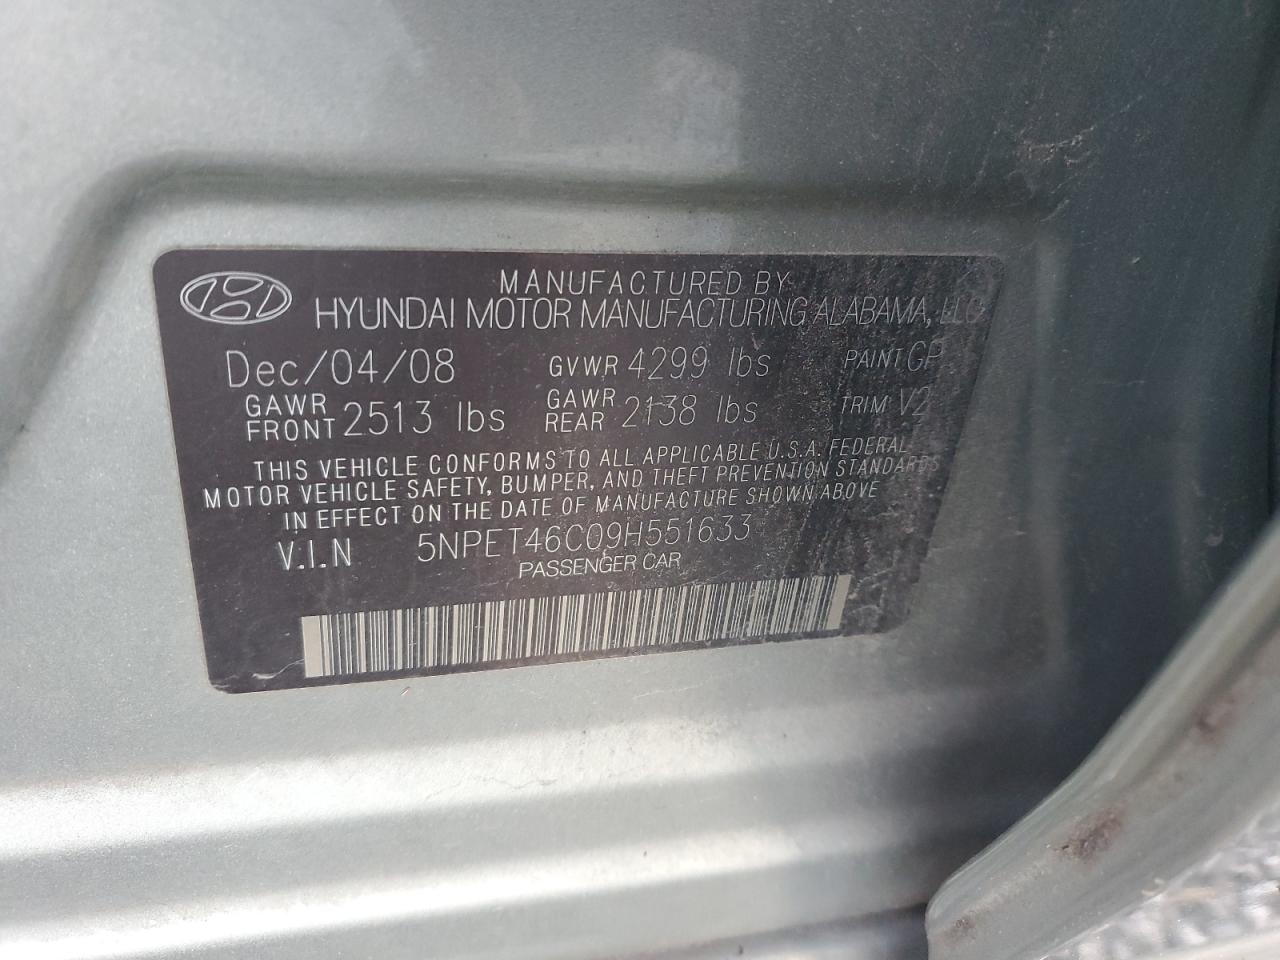 MANUFACTURED BY
HYUNDAI MOTOR MANUFACTURING ALABAMA, LLC
Dec/04/08 GVWR 4299 lbs PAINT GP
GAWR FRONT 2513 lbs GAWR REAR 2138 lbs TRIM V2
THIS VEHICLE CONFORMS TO ALL APPLICABLE U.S.A. FEDERAL
MOTOR VEHICLE SAFETY, BUMPER, AND THEFT PREVENTION STANDARDS
IN EFFECT ON THE DATE OF MANUFACTURE SHOWN ABOVE
V.I.N 5NPET46C09H551633
PASSENGER CAR